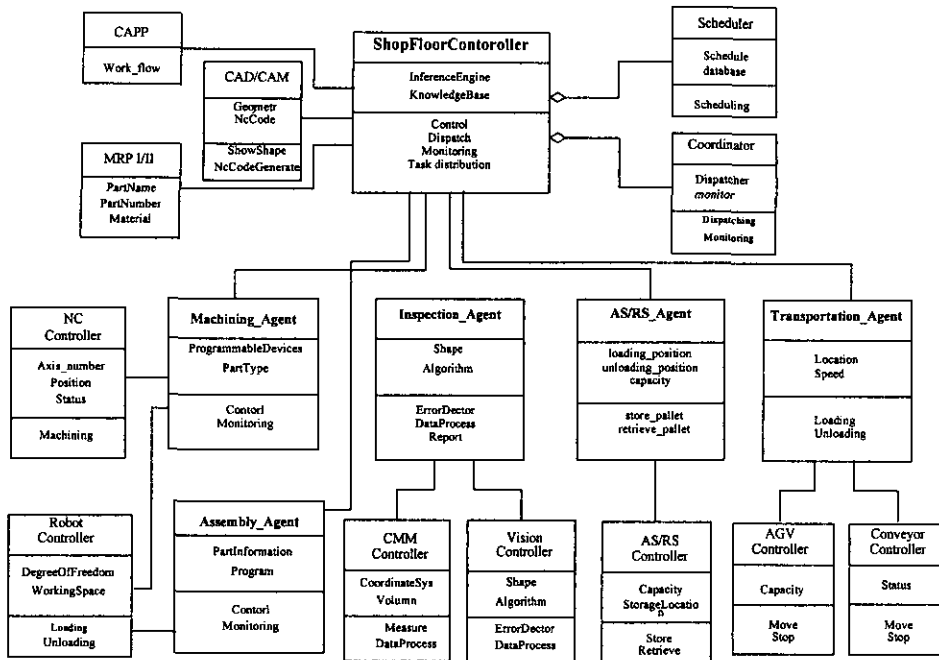 CAPP
Work_flow
CAD/CAM
Geometr
NcCode
ShowShape
NcCodeGenerate
MRP I/II
PartName
PartNumber
Material
ShopFloorContoroller
InferenceEngine
KnowledgeBase
Control
Dispatch
Monitoring
Task distribution
Scheduler
Schedule
database
Scheduling
Coordinator
Dispatcher
monitor
Dispatching
Monitoring
NC
Controller
Axis_number
Position
Status
Machining
Machining_Agent
ProgrammableDevices
PartType
Contorl
Monitoring
Inspection_Agent
Shape
Algorithm
ErrorDector
DataProcess
Report
AS/RS_Agent
loading_position
unloading_position
capacity
store_pallet
retrieve_pallet
Transportation_Agent
Location
Speed
Loading
Unloading
Robot
Controller
DegreeOfFreedom
WorkingSpace
Loading
Unloading
Assembly_Agent
PartInformation
Program
Contorl
Monitoring
CMM
Controller
CoordinateSys
Volumn
Measure
DataProcess
Vision
Controller
Shape
Algorithm
ErrorDector
DataProcess
AS/RS
Controller
Capacity
StorageLocatio
n
Store
Retrieve
AGV
Controller
Capacity
Move
Stop
Conveyor
Controller
Status
Move
Stop